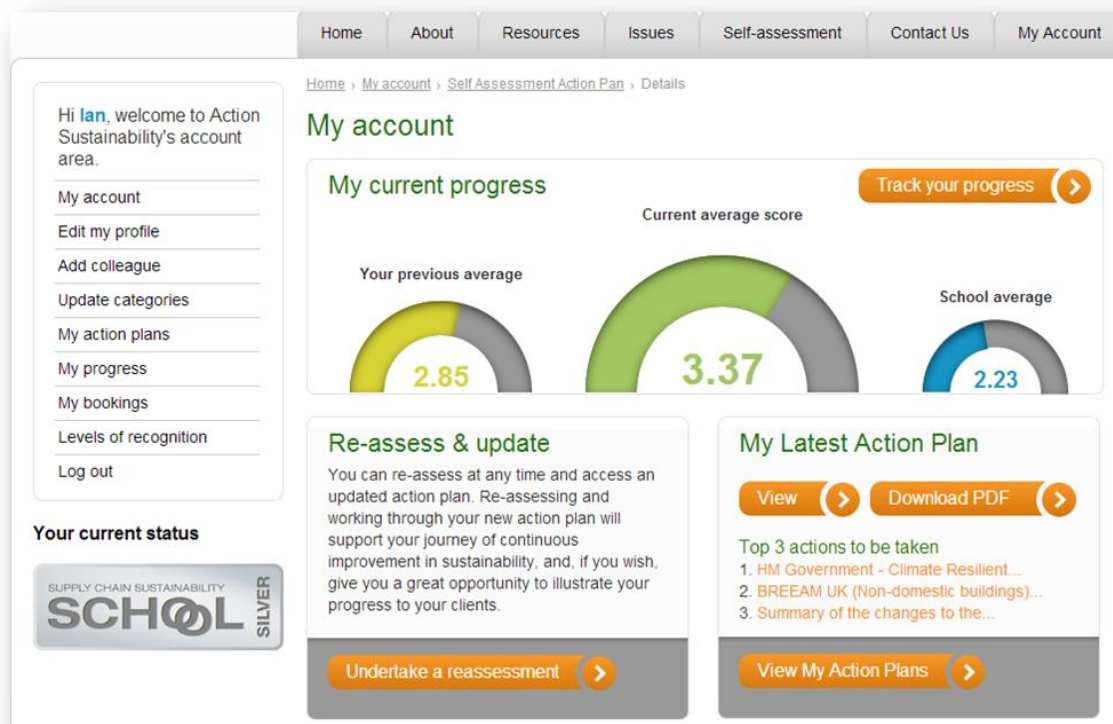 Home About Resources Issues Self-assessment Contact Us My Account
Home › My account › Self Assessment Action Pan › Details
Hi Ian, welcome to Action
Sustainability's account
area.
My account
Edit my profile
Add colleague
Update categories
My action plans
My progress
My bookings
Levels of recognition
Log out
Your current status
SUPPLY CHAIN SUSTAINABILITY
SCHOOL
SILVER
My account
My current progress
Track your progress
Current average score
Your previous average
School average
2.85
3.37
2.23
Re-assess & update
You can re-assess at any time and access an
updated action plan. Re-assessing and
working through your new action plan will
support your journey of continuous
improvement in sustainability, and, if you wish,
give you a great opportunity to illustrate your
progress to your clients.
Undertake a reassessment
My Latest Action Plan
View
Download PDF
Top 3 actions to be taken
1. HM Government - Climate Resilient...
2. BREEAM UK (Non-domestic buildings)...
3. Summary of the changes to the...
View My Action Plans